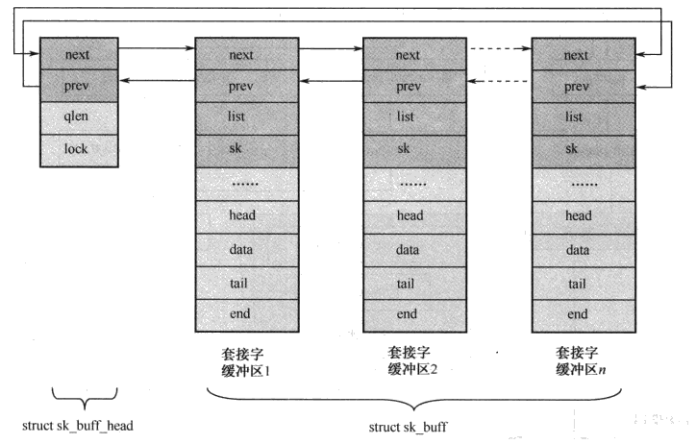 next
prev
qlen
lock
next
prev
list
sk
......
head
data
tail
end
next
prev
list
sk
......
head
data
tail
end
next
prev
list
sk
......
head
data
tail
end
套接字
缓冲区1
套接字
缓冲区2
套接字
缓冲区n
struct sk_buff_head
struct sk_buff